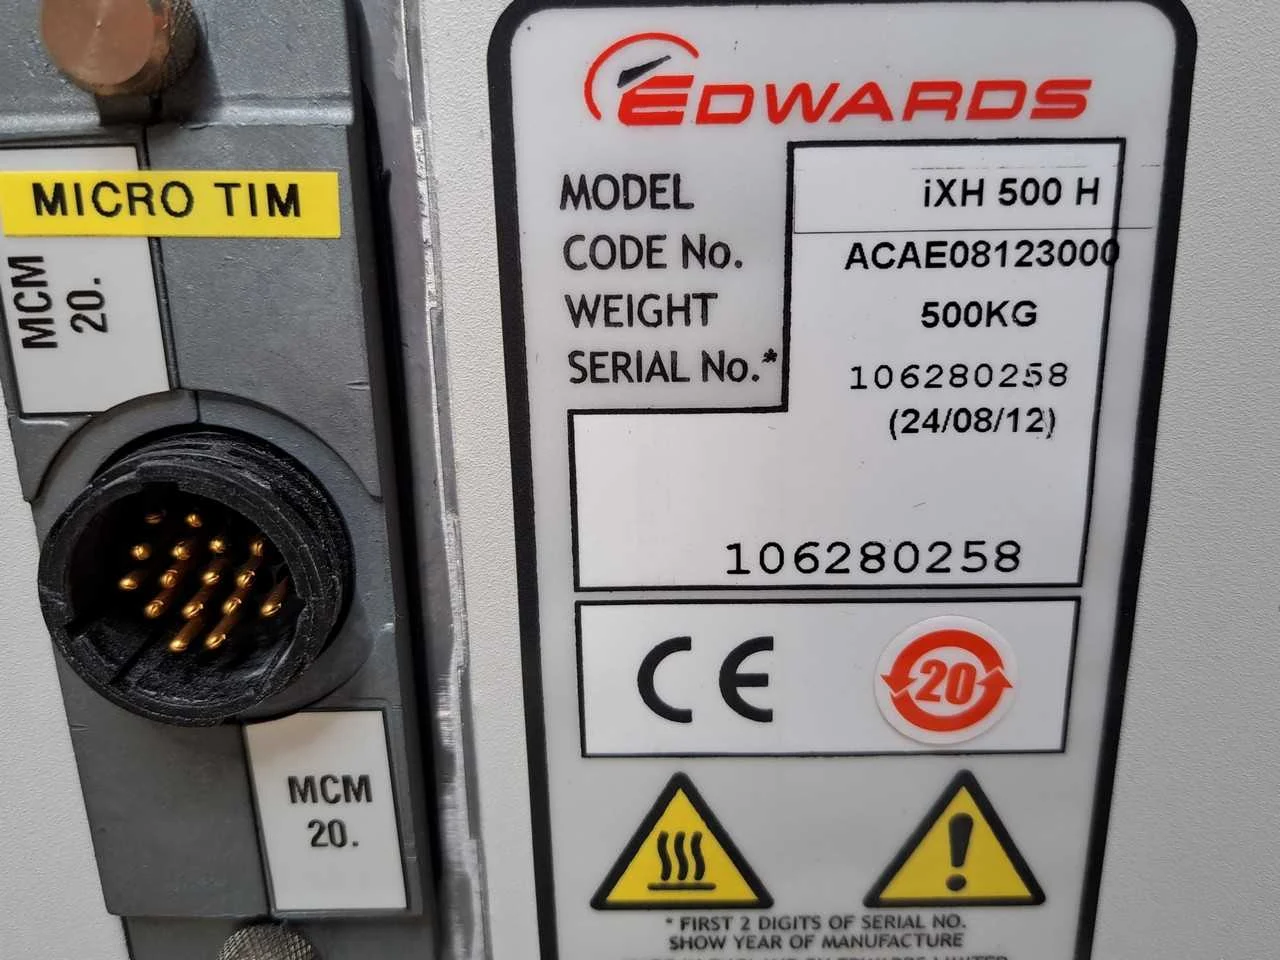 MICRO TIM
MCM
20.
MCM
20.
EDWARDS
MODEL iXH 500 H
CODE No. ACAE08123000
WEIGHT 500KG
SERIAL No.* 106280258
(24/08/12)
106280258
CE
20
* FIRST 2 DIGITS OF SERIAL NO.
SHOW YEAR OF MANUFACTURE